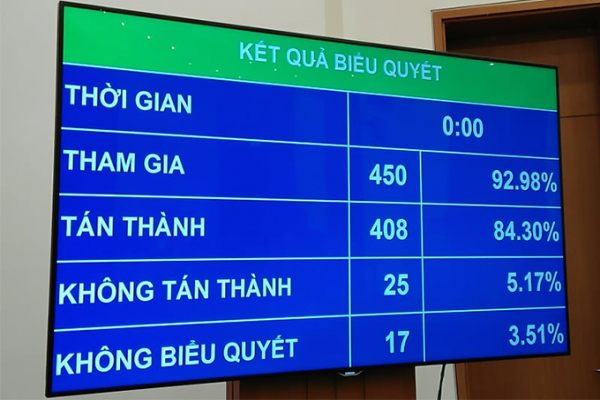 KẾT QUẢ BIỂU QUYẾT
THỜI GIAN 0:00
THAM GIA 450 92.98%
TÁN THÀNH 408 84.30%
KHÔNG TÁN THÀNH 25 5.17%
KHÔNG BIỂU QUYẾT 17 3.51%